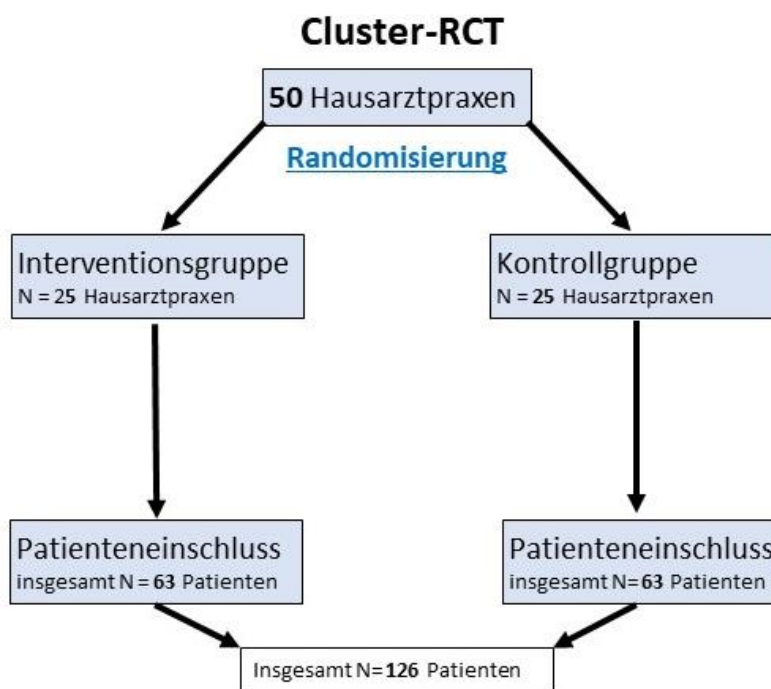 Cluster-RCT
50 Hausarztpraxen
Randomisierung
Interventionsgruppe
N = 25 Hausarztpraxen
Kontrollgruppe
N = 25 Hausarztpraxen
Patienteneinschluss
insgesamt N = 63 Patienten
Patienteneinschluss
insgesamt N= 63 Patienten
Insgesamt N= 126 Patienten